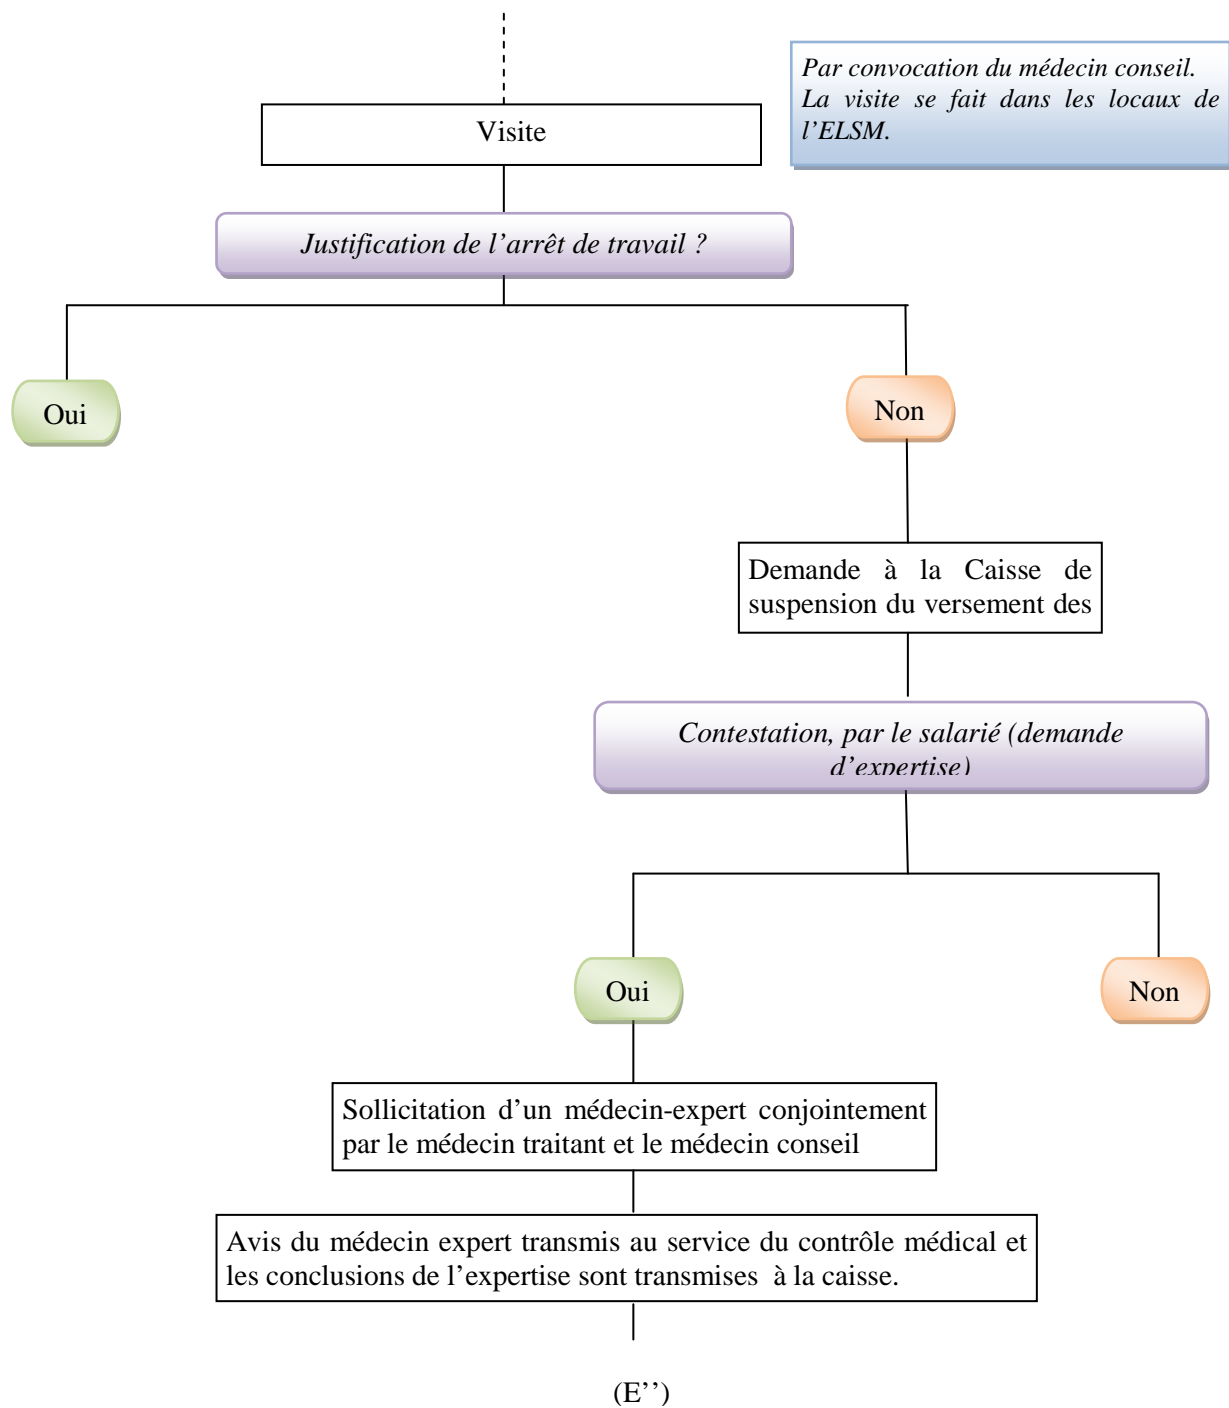 Par convocation du médecin conseil.
La visite se fait dans les locaux de
l’ELSM.
Visite
Justification de l’arrêt de travail ?
Oui
Non
Demande à la Caisse de
suspension du versement des
Contestation, par le salarié (demande
d’expertise)
Oui
Non
Sollicitation d’un médecin-expert conjointement
par le médecin traitant et le médecin conseil
Avis du médecin expert transmis au service du contrôle médical et
les conclusions de l’expertise sont transmises à la caisse.
(E’’)